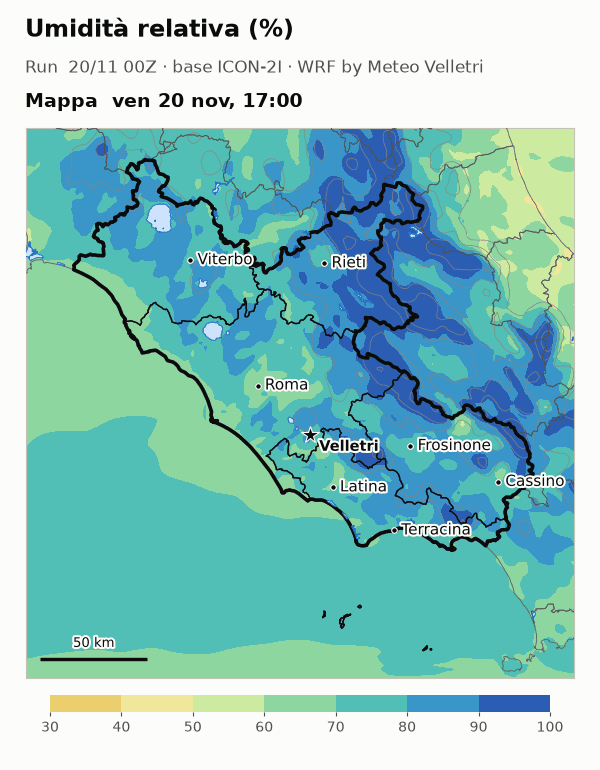 Umidità relativa (%)
Run  20/11 00Z · base ICON-2I · WRF by Meteo Velletri
Mappa  ven 20 nov, 17:00
Viterbo
Rieti
Roma
Velletri
Frosinone
Latina
Cassino
Terracina
50 km
30 40 50 60 70 80 90 100